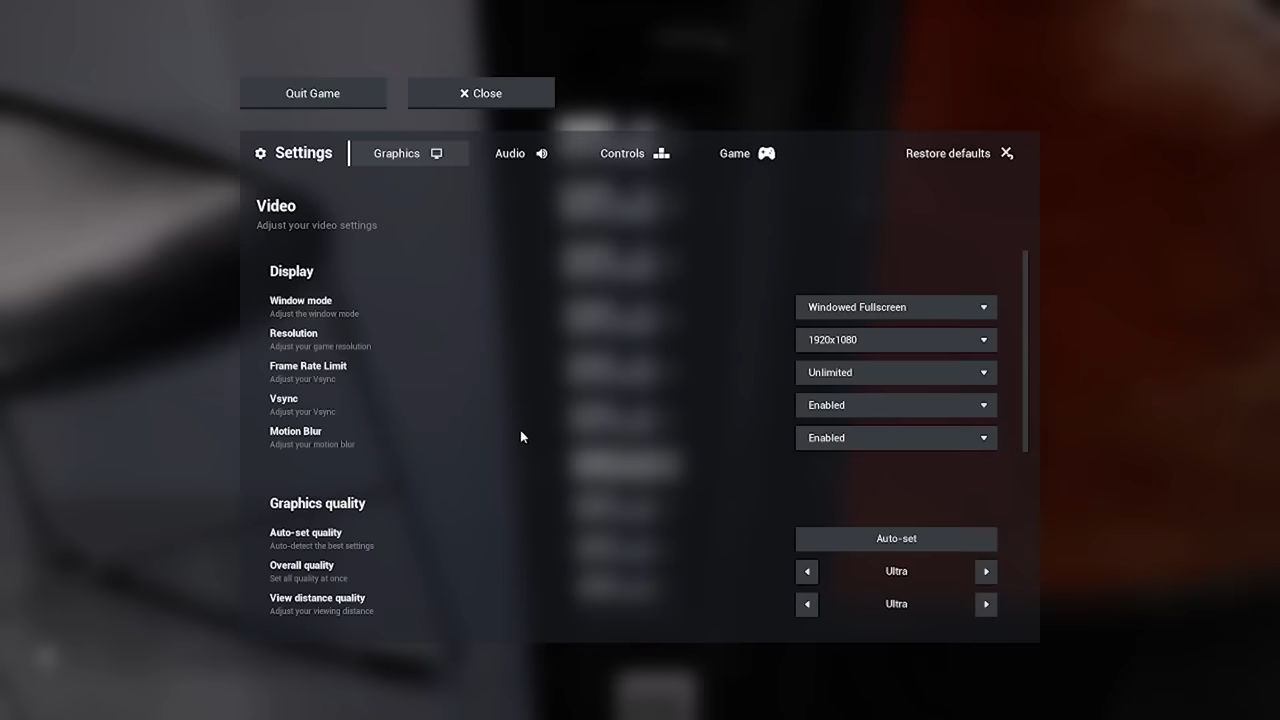 Quit Game
Close
Settings
Graphics
Audio
Controls
Game
Restore defaults
Video
Adjust your video settings
Display
Window mode
Windowed Fullscreen
Adjust the window mode
Resolution
1920x1080
Adjust your game resolution
Frame Rate Limit
Unlimited
Adjust your Vsync
Vsync
Enabled
Adjust your Vsync
Motion Blur
Enabled
Adjust your motion blur
Graphics quality
Auto-set quality
Auto-set
Auto-detect the best settings
Overall quality
Ultra
Set all quality at once
View distance quality
Ultra
Adjust your viewing distance